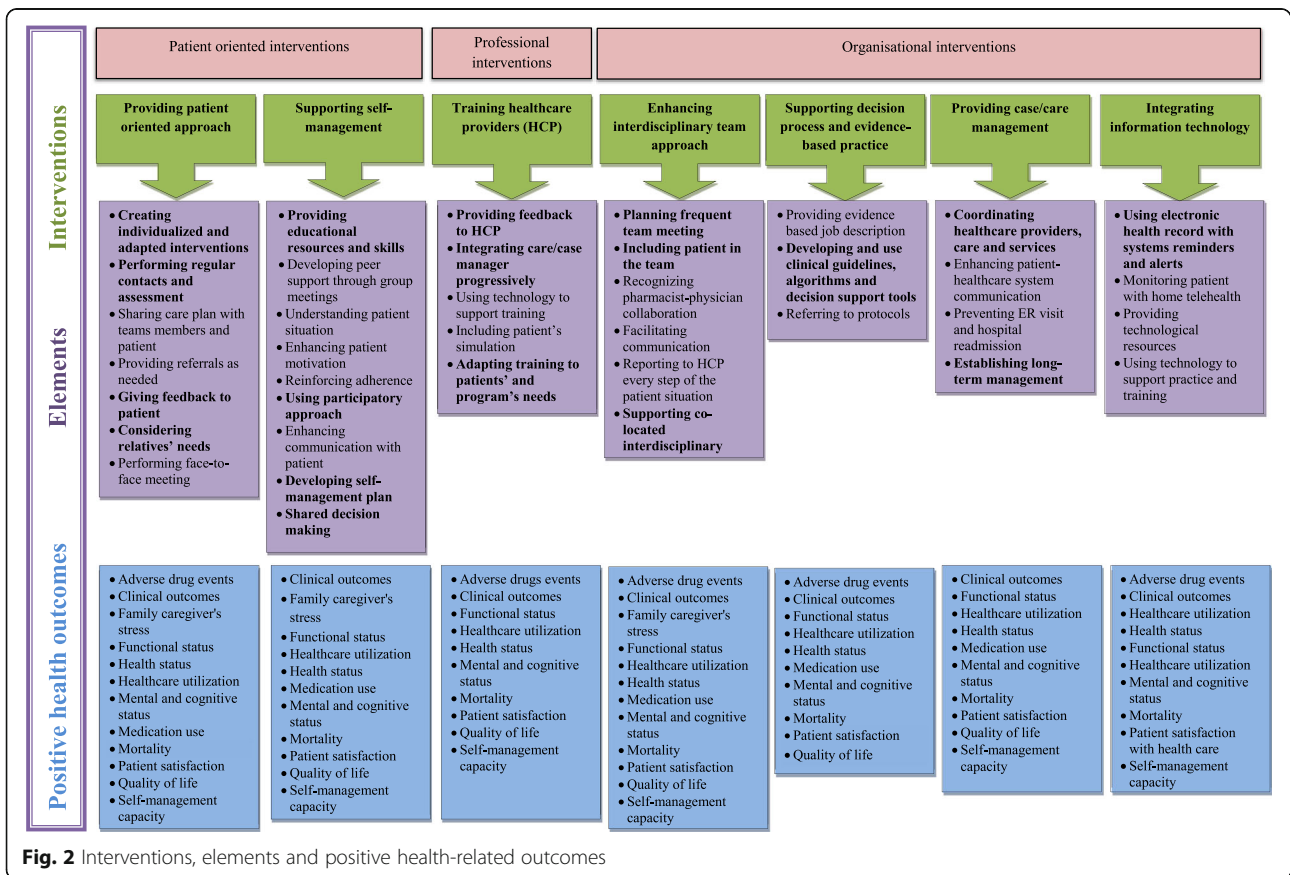 Patient oriented interventions
Professional
interventions
Organisational interventions
Interventions
Providing patient
oriented approach
Supporting self-
management
Training healthcare
providers (HCP)
Enhancing
interdisciplinary team
approach
Supporting decision
process and evidence-
based practice
Providing case/care
management
Integrating
information technology
Elements
• Creating
individualized and
adapted interventions
• Performing regular
contacts and
assessment
• Sharing care plan with
teams members and
patient
• Providing referrals as
needed
• Giving feedback to
patient
• Considering
relatives' needs
• Performing face-to-
face meeting
• Providing
educational
resources and skills
• Developing peer
support through group
meetings
• Understanding patient
situation
• Enhancing patient
motivation
• Reinforcing adherence
• Using participatory
approach
• Enhancing
communication with
patient
• Developing self-
management plan
• Shared decision
making
• Providing feedback
to HCP
• Integrating care/case
manager
progressively
• Using technology to
support training
• Including patient's
simulation
• Adapting training to
patients' and
program's needs
• Planning frequent
team meeting
• Including patient in
the team
• Recognizing
pharmacist-physician
collaboration
• Facilitating
communication
• Reporting to HCP
every step of the
patient situation
• Supporting co-
located
interdisciplinary
• Providing evidence
based job description
• Developing and use
clinical guidelines,
algorithms and
decision support tools
• Referring to protocols
• Coordinating
healthcare providers,
care and services
• Enhancing patient-
healthcare system
communication
• Preventing ER visit
and hospital
readmission
• Establishing long-
term management
• Using electronic
health record with
systems reminders
and alerts
• Monitoring patient
with home telehealth
• Providing
technological
resources
• Using technology to
support practice and
training
Positive health outcomes
• Adverse drug events
• Clinical outcomes
• Family caregiver's
stress
• Functional status
• Health status
• Healthcare utilization
• Mental and cognitive
status
• Medication use
• Mortality
• Patient satisfaction
• Quality of life
• Self-management
capacity
• Clinical outcomes
• Family caregiver's
stress
• Functional status
• Healthcare utilization
• Health status
• Medication use
• Mental and cognitive
status
• Mortality
• Patient satisfaction
• Quality of life
• Self-management
capacity
• Adverse drugs events
• Clinical outcomes
• Functional status
• Healthcare utilization
• Health status
• Mental and cognitive
status
• Mortality
• Patient satisfaction
• Quality of life
• Self-management
capacity
• Adverse drug events
• Clinical outcomes
• Family caregiver's
stress
• Functional status
• Healthcare utilization
• Health status
• Medication use
• Mental and cognitive
status
• Mortality
• Patient satisfaction
• Quality of life
• Self-management
capacity
• Adverse drug events
• Clinical outcomes
• Functional status
• Healthcare utilization
• Health status
• Medication use
• Mental and cognitive
status
• Mortality
• Patient satisfaction
• Quality of life
• Clinical outcomes
• Functional status
• Healthcare utilization
• Health status
• Medication use
• Mental and cognitive
status
• Mortality
• Patient satisfaction
• Quality of life
• Self-management
capacity
• Adverse drug events
• Clinical outcomes
• Healthcare utilization
• Health status
• Functional status
• Healthcare utilization
• Mental and cognitive
status
• Mortality
• Patient satisfaction
with health care
• Self-management
capacity
Fig. 2 Interventions, elements and positive health-related outcomes